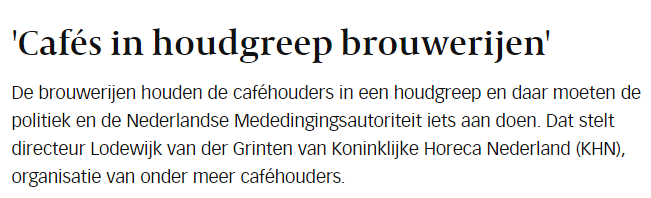 'Cafés in houdgreep brouwerijen'
De brouwerijen houden de caféhouders in een houdgreep en daar moeten de
politiek en de Nederlandse Mededingingsautoriteit iets aan doen. Dat stelt
directeur Lodewijk van der Grinten van Koninklijke Horeca Nederland (KHN),
organisatie van onder meer caféhouders.